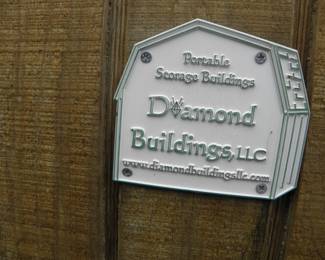 Portable
Storage Buildings
Diamond
Buildings, LLC
www.diamondbuildingsllc.com